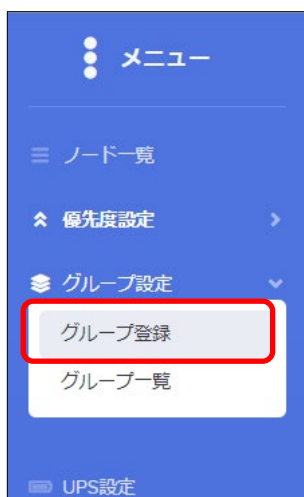 メニュー
ノード一覧
優先度設定
グループ設定
グループ登録
グループ一覧
UPS設定